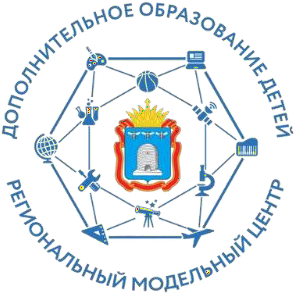 ДОПОЛНИТЕЛЬНОЕ ОБРАЗОВАНИЕ ДЕТЕЙ
РЕГИОНАЛЬНЫЙ МОДЕЛЬНЫЙ ЦЕНТР